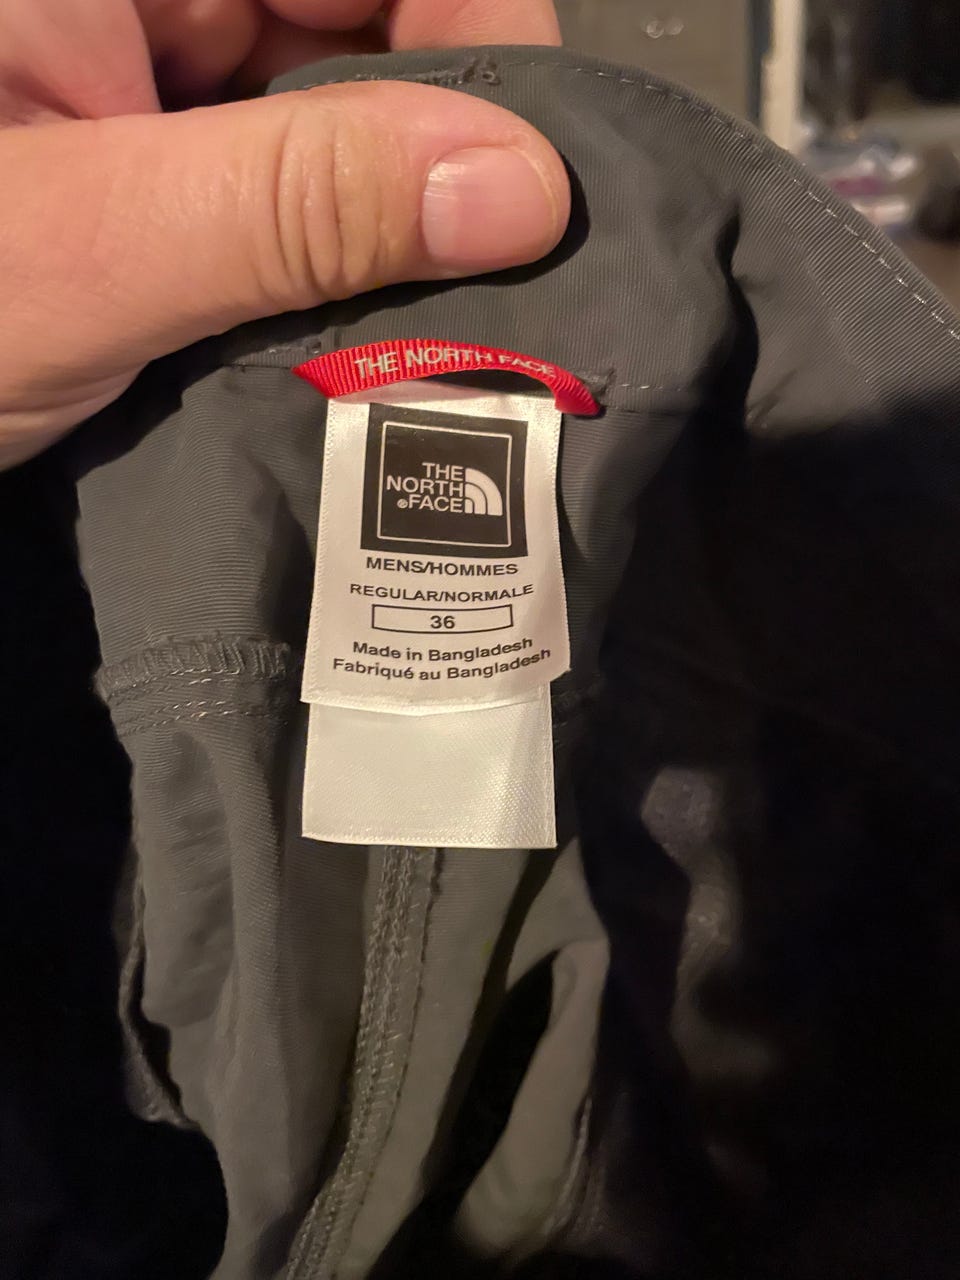 THE NORTH FACE
THE
NORTH
®FACE
MENS/HOMMES
REGULAR/NORMALE
36
Made in Bangladesh
Fabriqué au Bangladesh